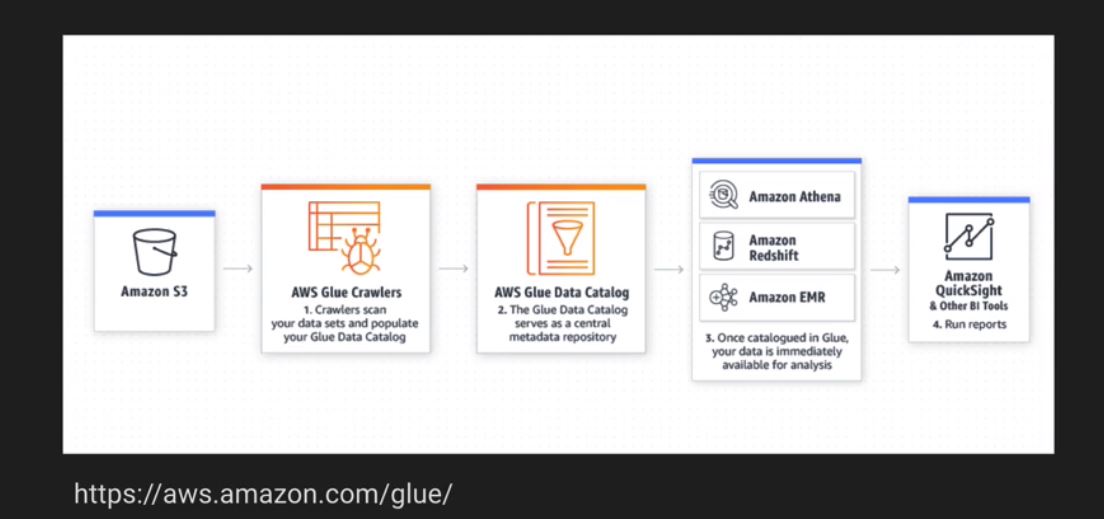 Amazon S3
AWS Glue Crawlers
1. Crawlers scan
your data sets and populate
your Glue Data Catalog
AWS Glue Data Catalog
2. The Glue Data Catalog
serves as a central
metadata repository
Amazon Athena
Amazon
Redshift
Amazon EMR
3. Once catalogued in Glue,
your data is immediately
available for analysis
Amazon
QuickSight
& Other BI Tools
4. Run reports
https://aws.amazon.com/glue/